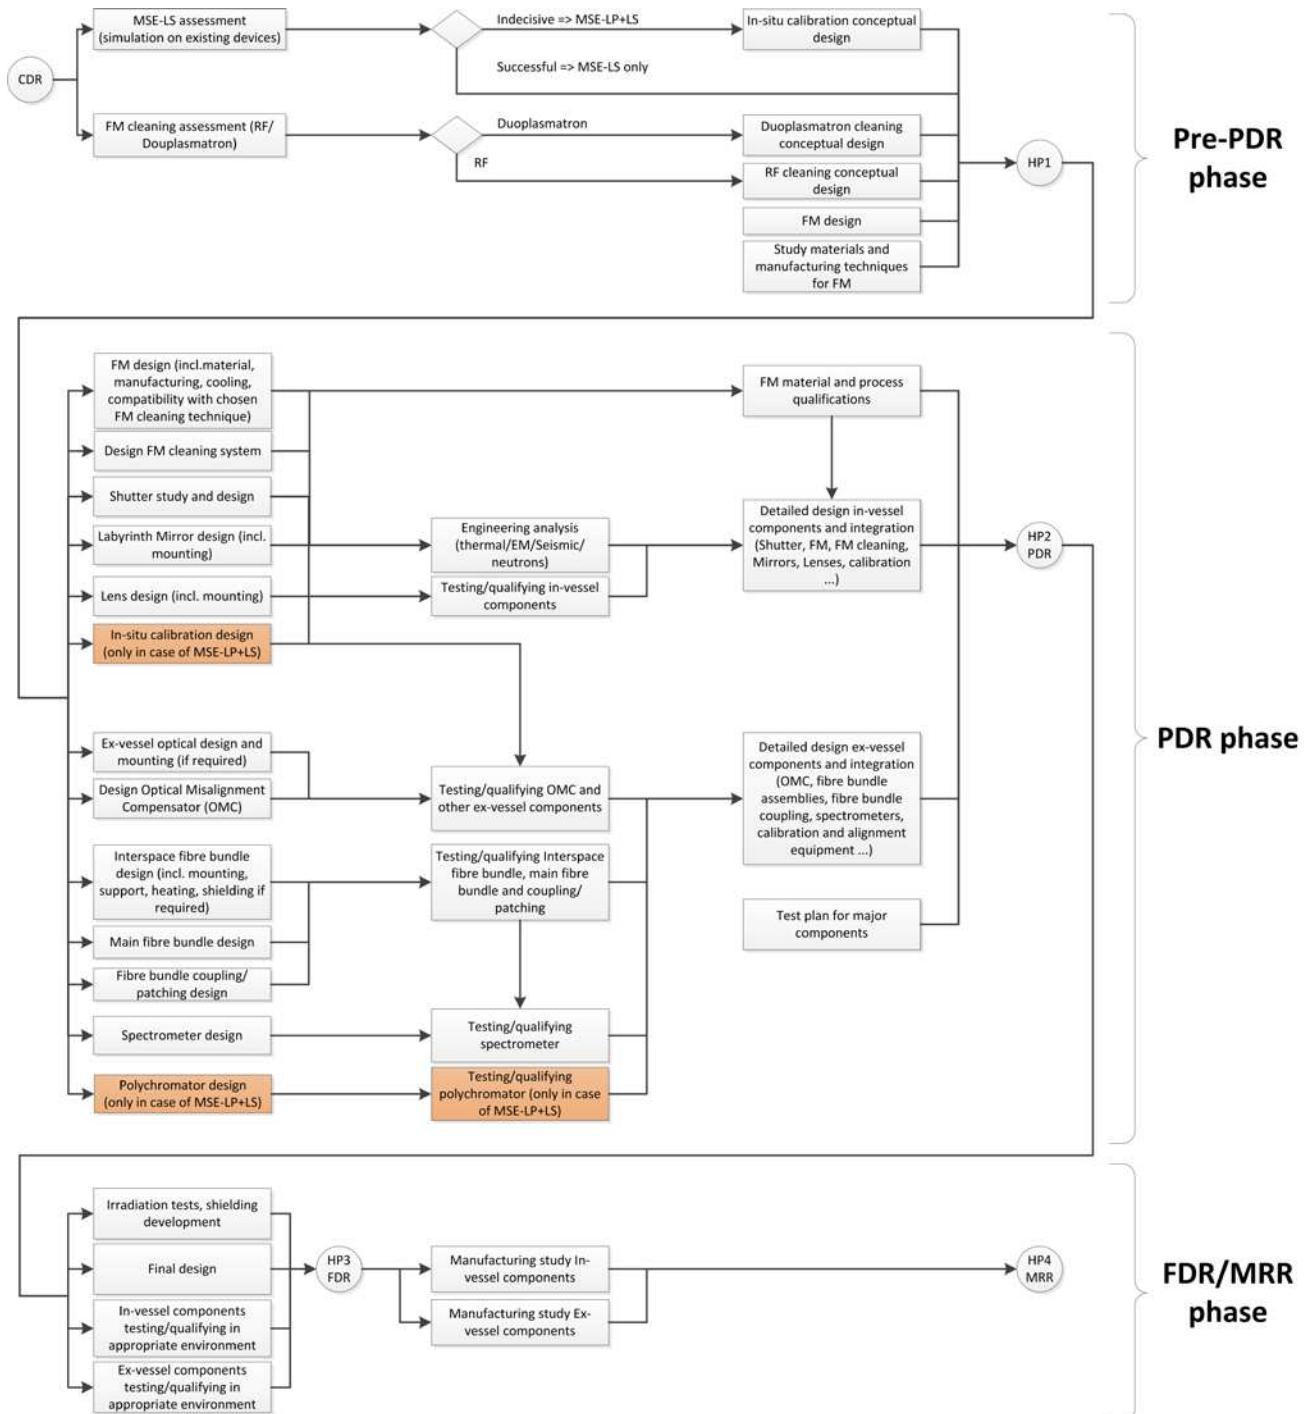 MSE-LS assessment
(simulation on existing devices)
Indecisive => MSE-LP+LS
In-situ calibration conceptual
design
Successful => MSE-LS only
CDR
FM cleaning assessment (RF/
Douplasmatron)
Duoplasmatron
RF
Duoplasmatron cleaning
conceptual design
RF cleaning conceptual
design
FM design
Study materials and
manufacturing techniques
for FM
HP1
Pre-PDR
phase
FM design (incl.material,
manufacturing, cooling,
compatibility with chosen
FM cleaning technique)
FM material and process
qualifications
Design FM cleaning system
Shutter study and design
Labyrinth Mirror design (incl.
mounting)
Engineering analysis
(thermal/EM/Seismic/
neutrons)
Detailed design in-vessel
components and integration
(Shutter, FM, FM cleaning,
Mirrors, Lenses, calibration
...)
HP2
PDR
Lens design (incl. mounting)
Testing/qualifying in-vessel
components
In-situ calibration design
(only in case of MSE-LP+LS)
PDR phase
Ex-vessel optical design and
mounting (if required)
Design Optical Misalignment
Compensator (OMC)
Testing/qualifying OMC and
other ex-vessel components
Detailed design ex-vessel
components and integration
(OMC, fibre bundle
assemblies, fibre bundle
coupling, spectrometers,
calibration and alignment
equipment ...)
Interspace fibre bundle
design (incl. mounting,
support, heating, shielding if
required)
Testing/qualifying Interspace
fibre bundle, main fibre
bundle and coupling/
patching
Test plan for major
components
Main fibre bundle design
Fibre bundle coupling/
patching design
Spectrometer design
Testing/qualifying
spectrometer
Polychromator design
(only in case of MSE-LP+LS)
Testing/qualifying
polychromator (only in case
of MSE-LP+LS)
Irradiation tests, shielding
development
Final design
In-vessel components
testing/qualifying in
appropriate environment
Ex-vessel components
testing/qualifying in
appropriate environment
HP3
FDR
Manufacturing study In-
vessel components
Manufacturing study Ex-
vessel components
HP4
MRR
FDR/MRR
phase